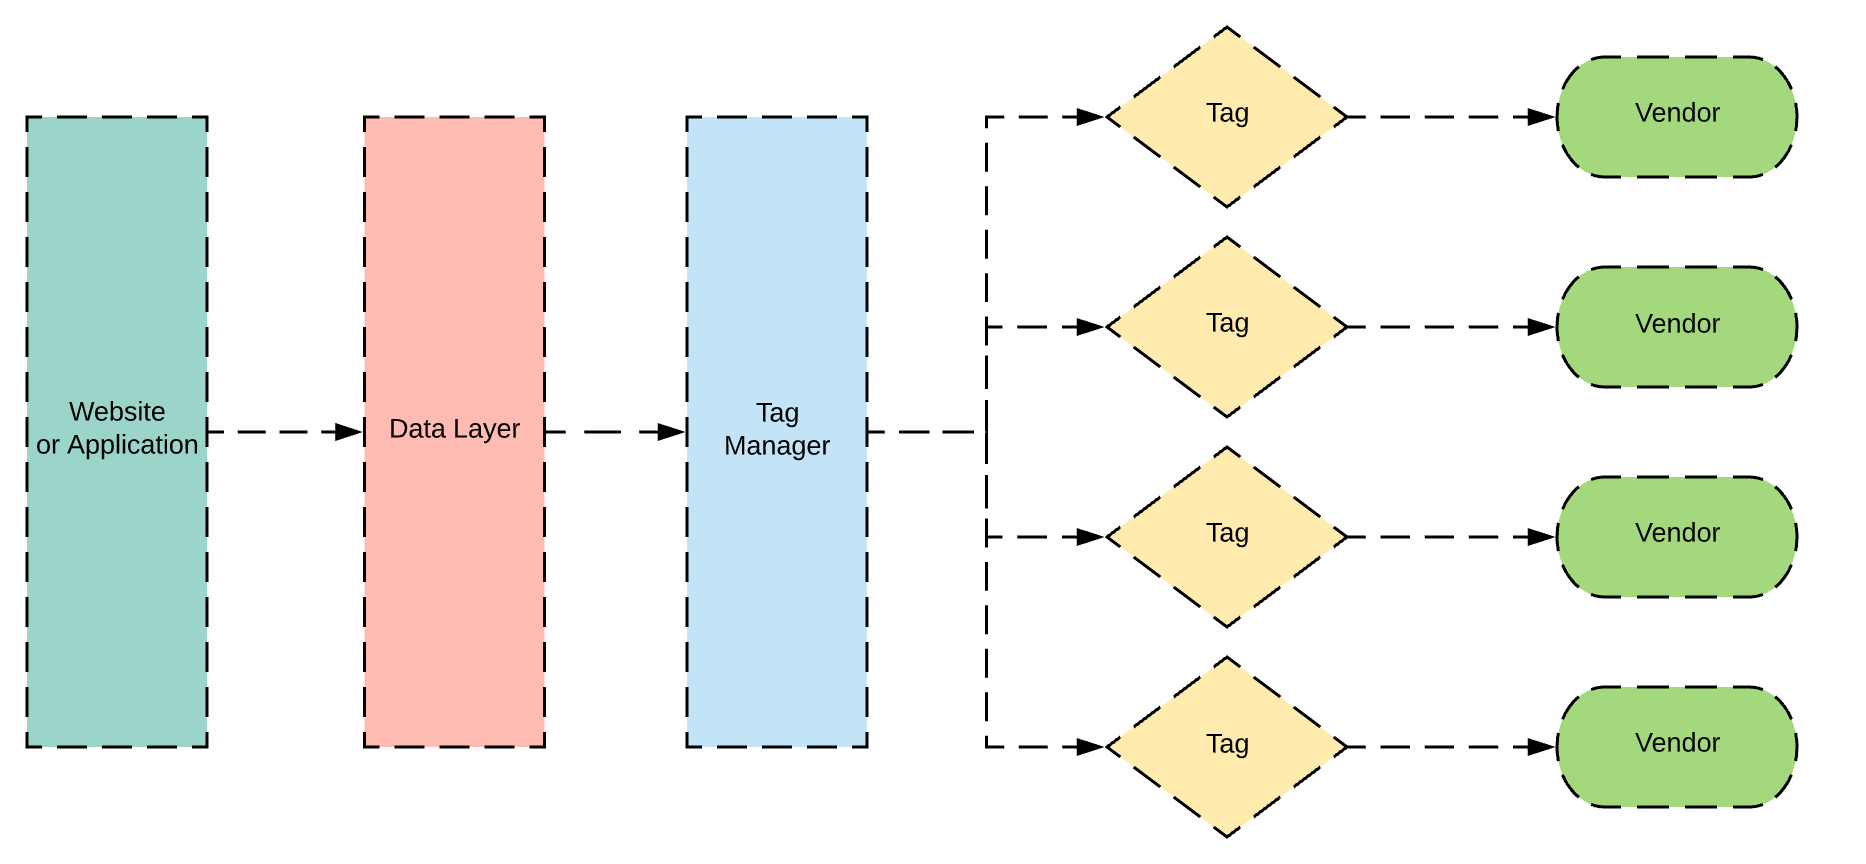 Website
or Application
Data Layer
Tag
Manager
Tag
Vendor
Tag
Vendor
Tag
Vendor
Tag
Vendor